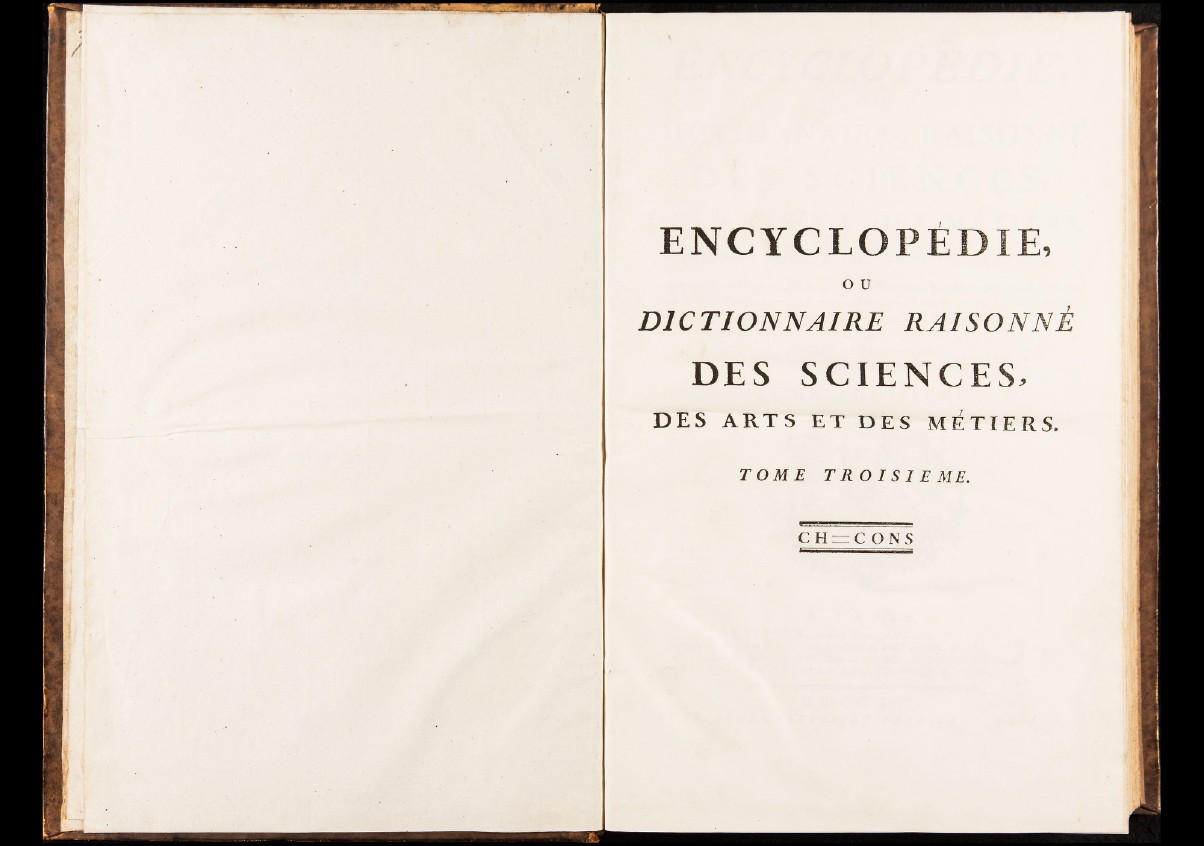 ENCYCLOPÉDIE,
OU
DICTIONNAIRE RAISONNÉ
DES SCIENCES,
DES ARTS ET DES MÉTIERS.
TOME TROISIEME.
CH=CONS